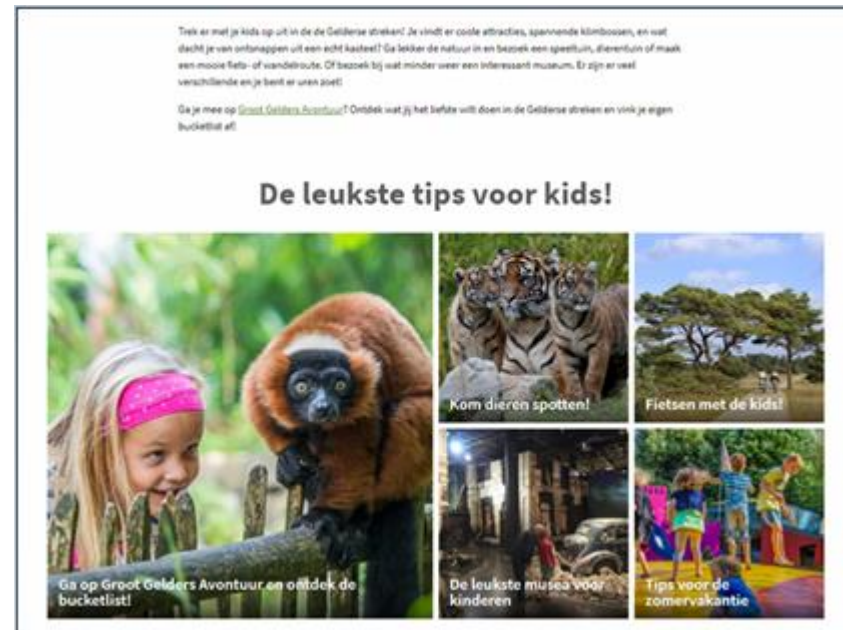 Trek er met je kids op uit in de de Gelderse streken! Je vindt er coole attracties, spannende klimbossen, en wat
dacht je van ontsnappen uit een echt kasteel? Ga lekker de natuur in en bezoek een speeltuin, dierentuin of maak
een mooie fiets- of wandelroute. Of bezoek bij wat minder weer een interessant museum. Er zijn er veel
verschillende en je bent er uren zoet!
Ga je mee op Groot Gelders Avontuur? Ontdek wat jij het liefste wilt doen in de Gelderse streken en vink je eigen
bucketlist af!
De leukste tips voor kids!
Kom dieren spotten!
Fietsen met de kids!
Ga op Groot Gelders Avontuur en ontdek de
bucketlist!
De leukste musea voor
kinderen
Tips voor de
zomervakantie